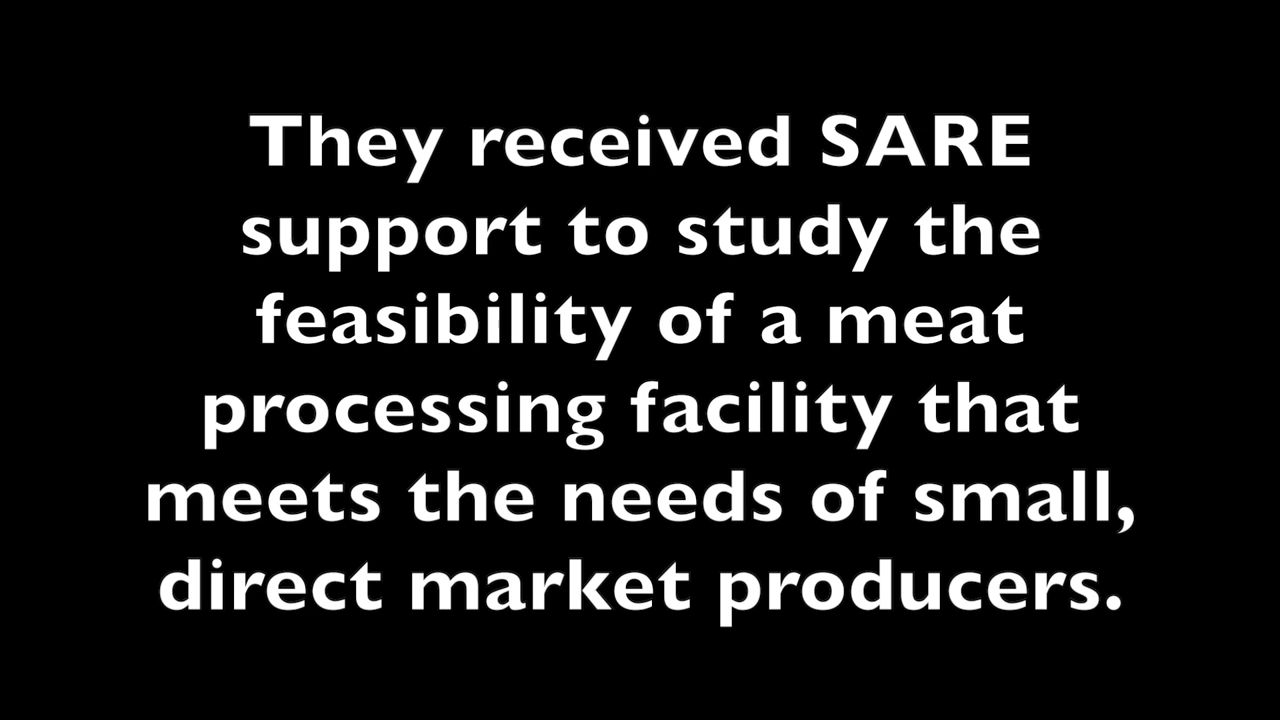 They received SARE
support to study the
feasibility of a meat
processing facility that
meets the needs of small,
direct market producers.